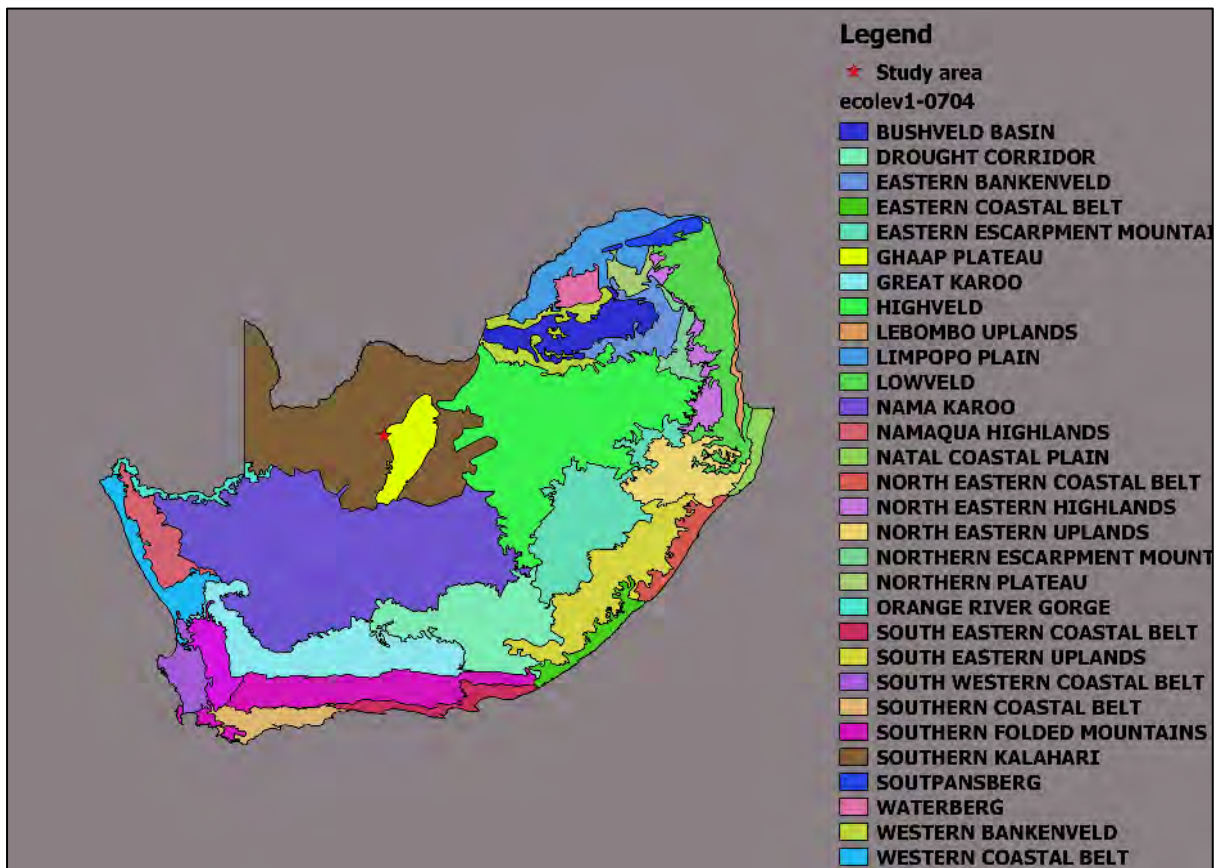 Legend
Study area
ecolev1-0704
BUSHVELD BASIN
DROUGHT CORRIDOR
EASTERN BANKENVELD
EASTERN COASTAL BELT
EASTERN ESCARPMENT MOUNTAI
GHAAP PLATEAU
GREAT KAROO
HIGHVELD
LEBOMBO UPLANDS
LIMPOPO PLAIN
LOWVELD
NAMA KAROO
NAMAQUA HIGHLANDS
NATAL COASTAL PLAIN
NORTH EASTERN COASTAL BELT
NORTH EASTERN HIGHLANDS
NORTH EASTERN UPLANDS
NORTHERN ESCARPMENT MOUNT
NORTHERN PLATEAU
ORANGE RIVER GORGE
SOUTH EASTERN COASTAL BELT
SOUTH EASTERN UPLANDS
SOUTH WESTERN COASTAL BELT
SOUTHERN COASTAL BELT
SOUTHERN FOLDED MOUNTAINS
SOUTHERN KALAHARI
SOUTPANSBERG
WATERBERG
WESTERN BANKENVELD
WESTERN COASTAL BELT